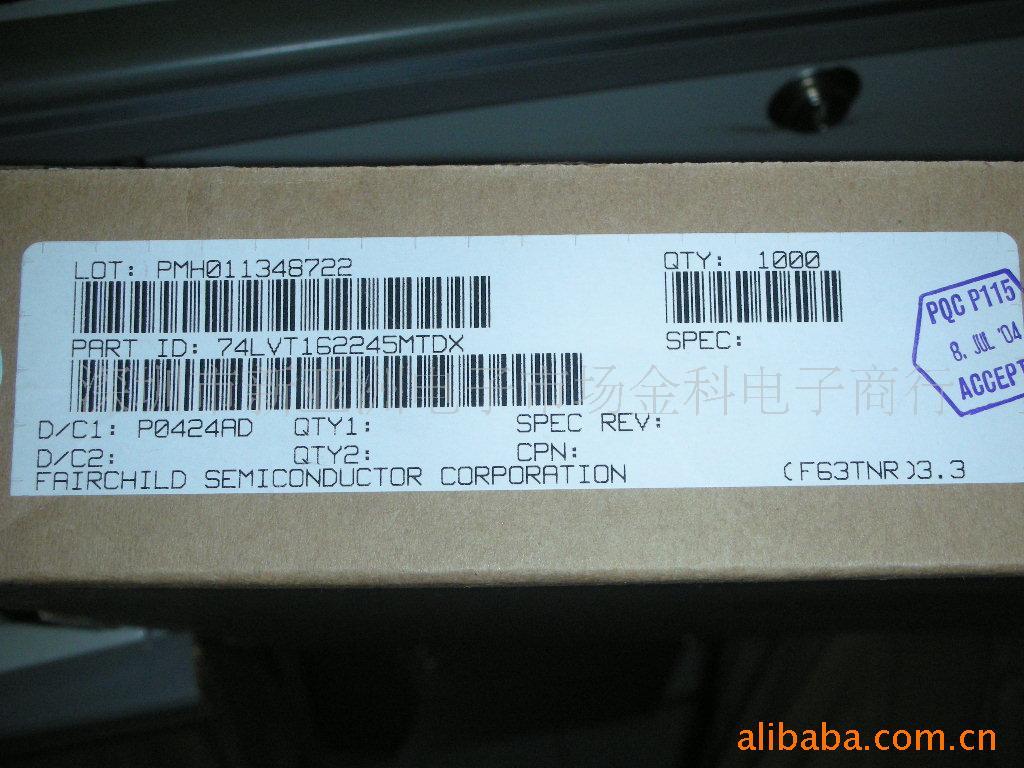 LOT: PMH011348722
QTY: 1000
PART ID: 74LVT162245MTDX
SPEC:
PQC P115
8. JUL '04
ACCEPT
深圳市新亚洲电子市场金科电子商行
D/C1: P0424AD QTY1: SPEC REV:
D/C2: QTY2: CPN:
FAIRCHILD SEMICONDUCTOR CORPORATION (F63TNR)3.3
alibaba.com.cn